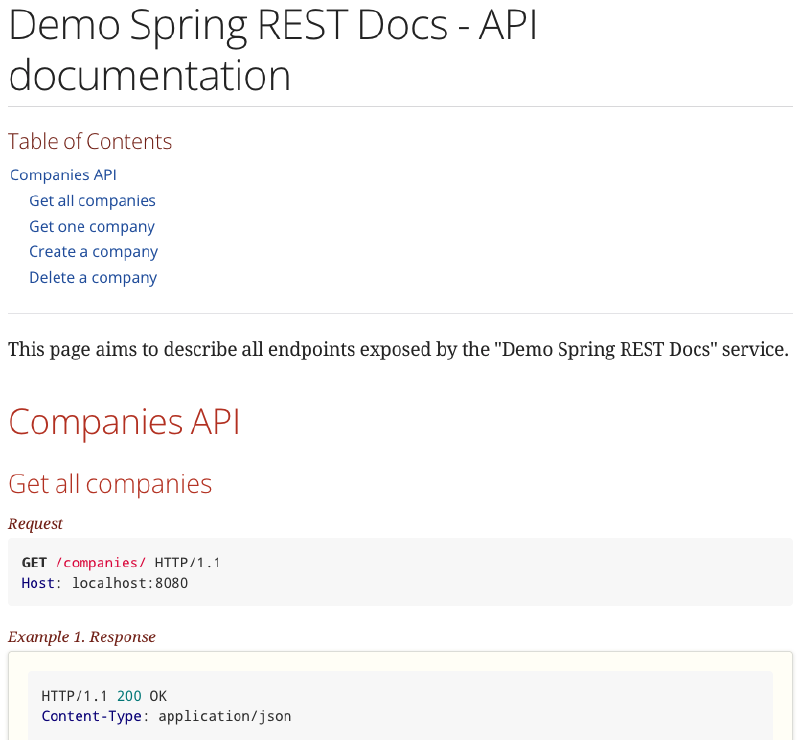 Demo Spring REST Docs - API
documentation
Table of Contents
Companies API
Get all companies
Get one company
Create a company
Delete a company
This page aims to describe all endpoints exposed by the "Demo Spring REST Docs" service.
Companies API
Get all companies
Request
GET /companies/ HTTP/1.1
Host: localhost:8080
Example 1. Response
HTTP/1.1 200 OK
Content-Type: application/json